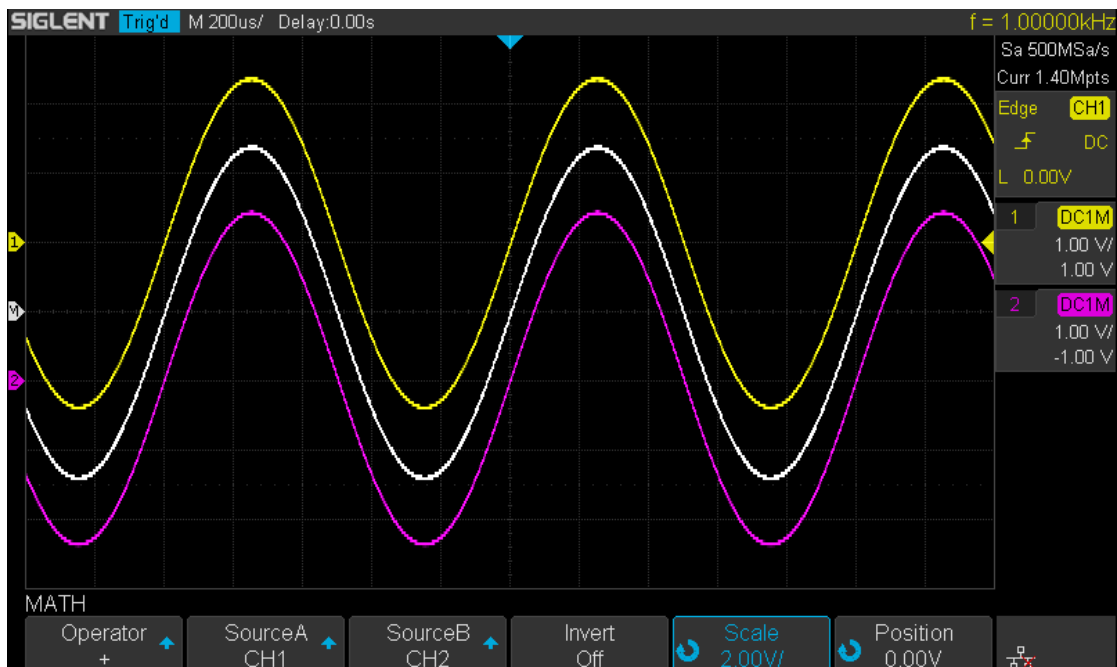 SIGLENT Trig'd M 200us/ Delay:0.00s f = 1.00000kHz
Sa 500MSa/s
Curr 1.40Mpts
Edge CH1
DC
L 0.00V
1 DC1M
1.00 V/
1.00 V
2 DC1M
1.00 V/
-1.00 V
1
M
2
MATH
Operator SourceA SourceB Invert Scale Position
+ CH1 CH2 Off 2.00V/ 0.00V